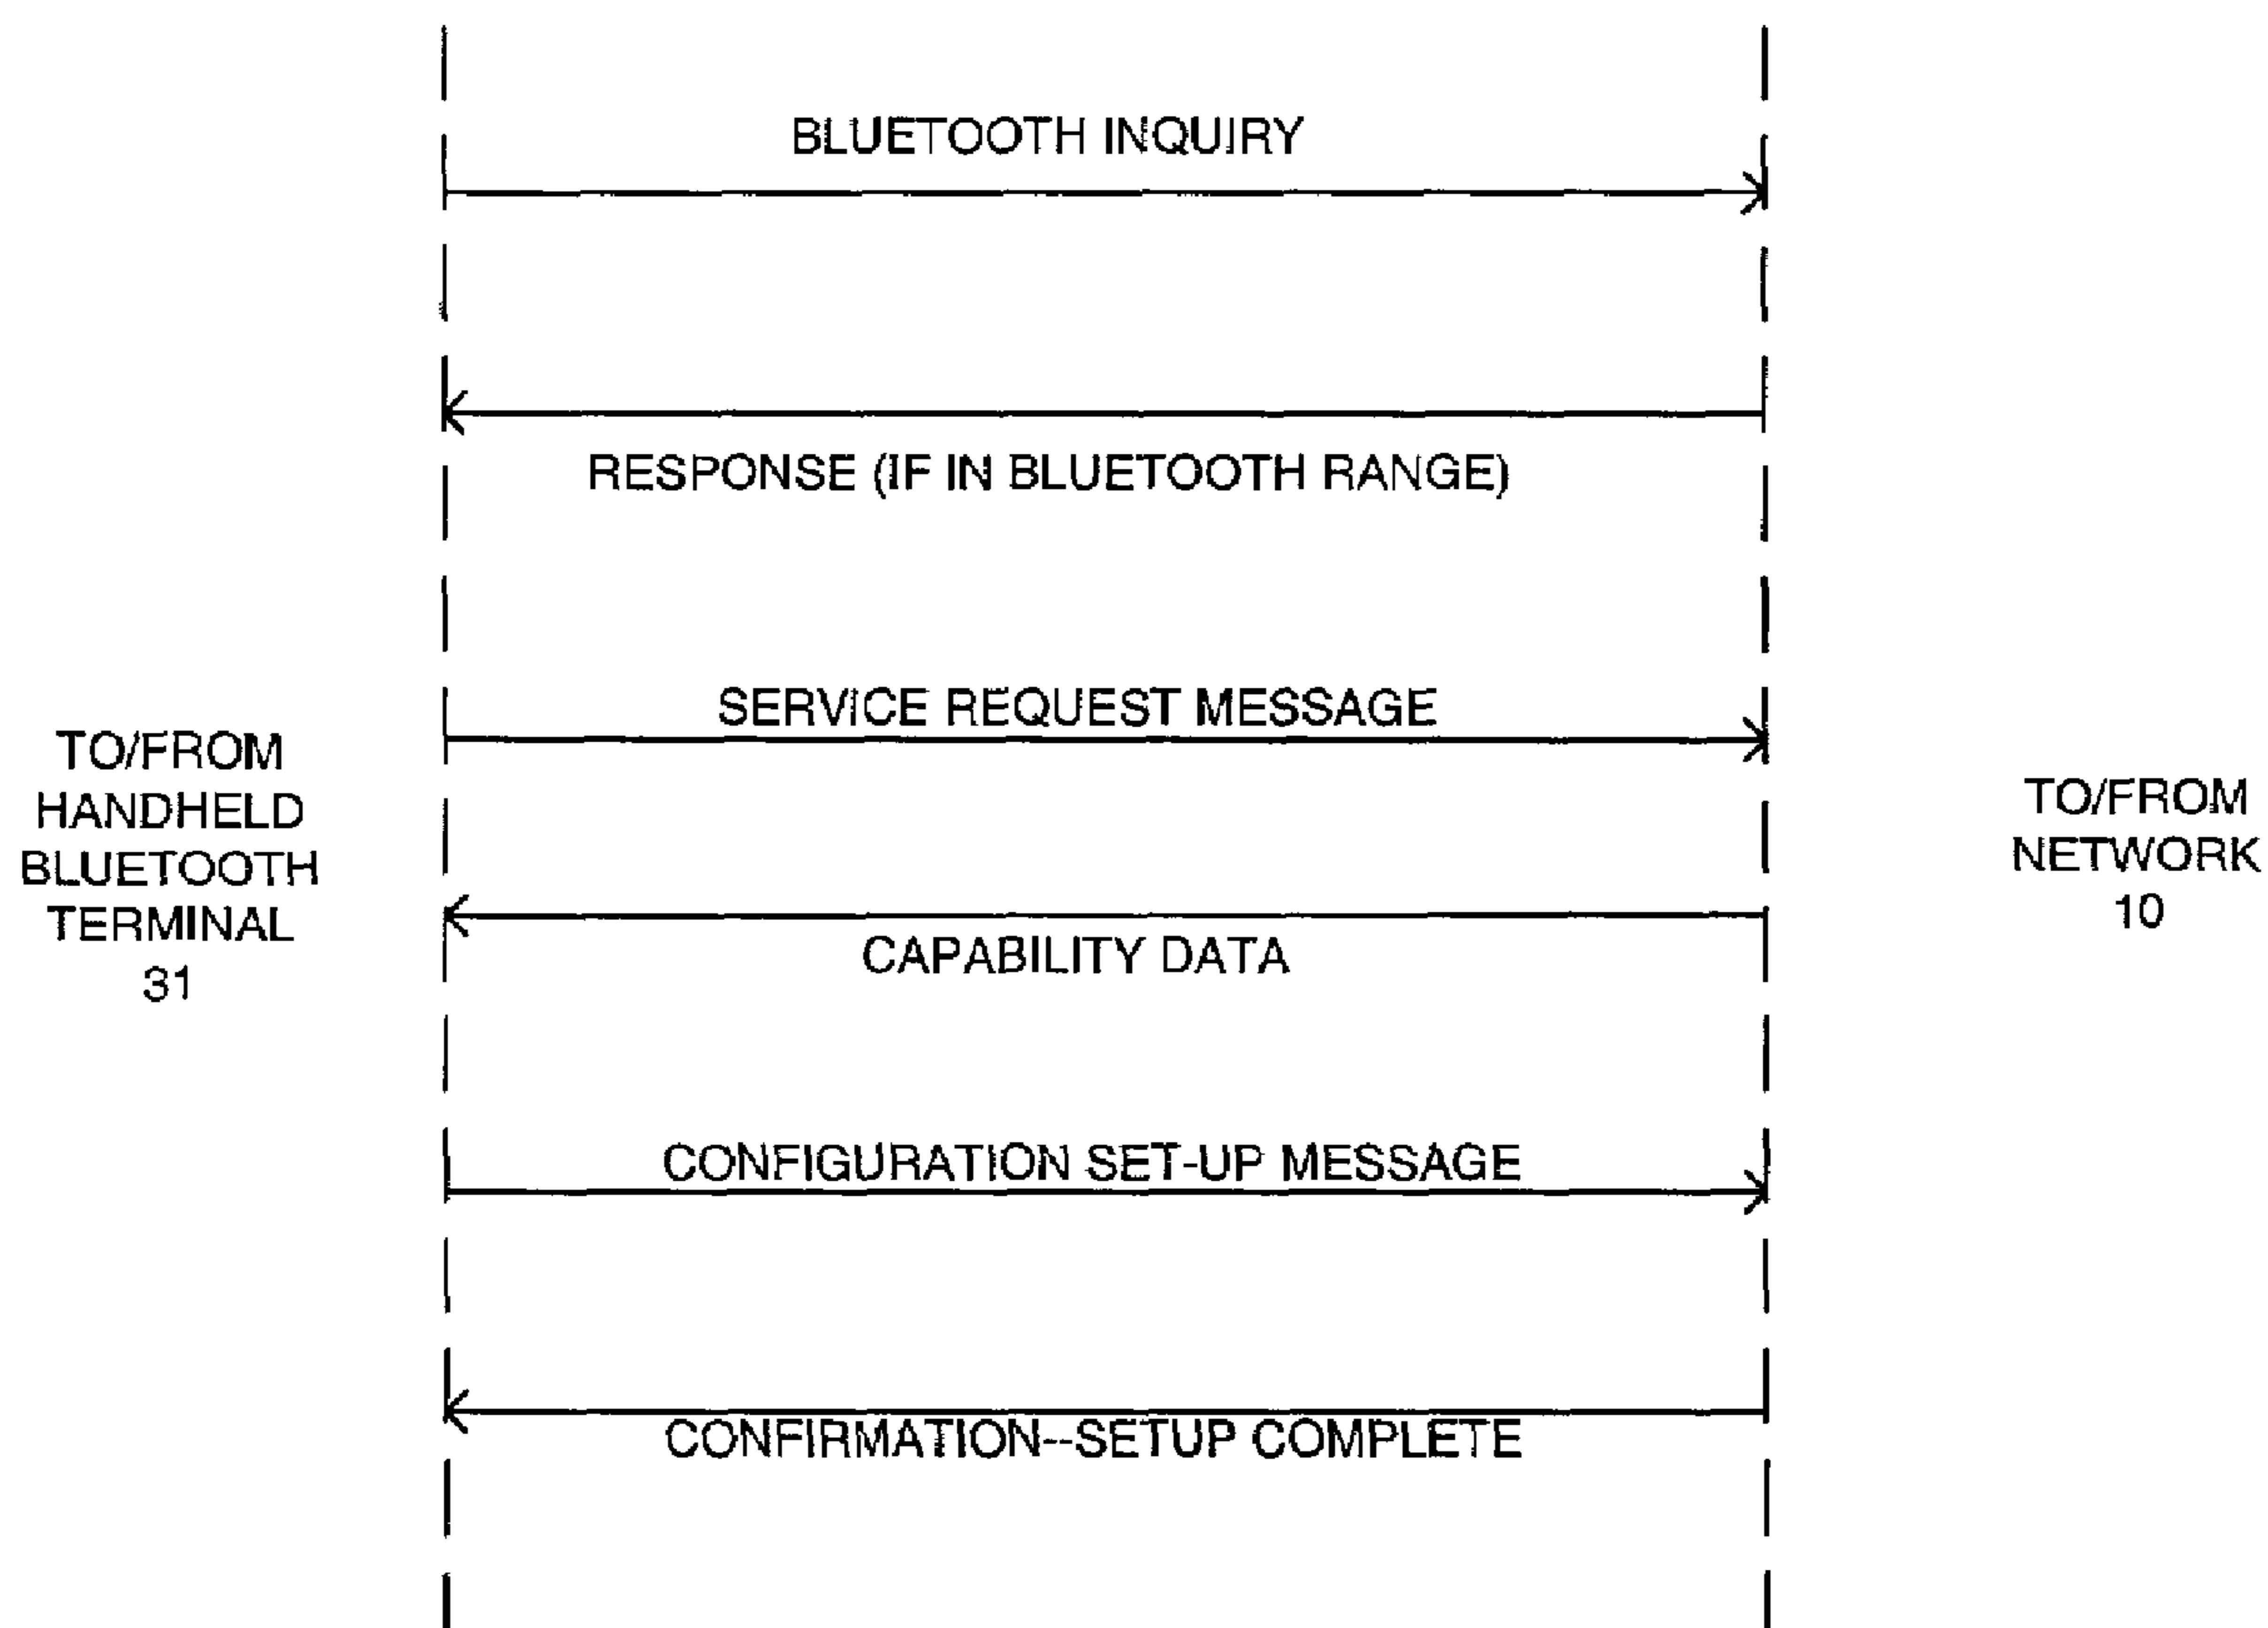 BLUETOOTH INQUIRY
RESPONSE (IF IN BLUETOOTH RANGE)
SERVICE REQUEST MESSAGE
TO/FROM
HANDHELD
BLUETOOTH
TERMINAL
31
TO/FROM
NETWORK
10
CAPABILITY DATA
CONFIGURATION SET-UP MESSAGE
CONFIRMATION--SETUP COMPLETE